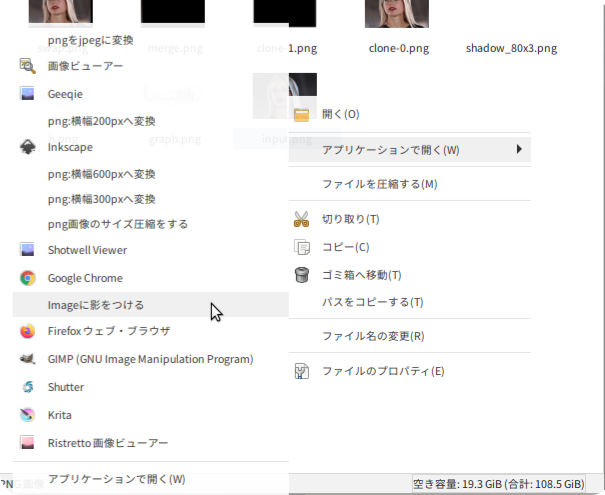 swap.png
merge.png
clone-1.png
clone-0.png
shadow_80x3.png
pngをjpegに変換
画像ビューアー
Geeqie
png:横幅200pxへ変換
graph.png
input.png
Inkscape
png:横幅600pxへ変換
png:横幅300pxへ変換
png画像のサイズ圧縮をする
Shotwell Viewer
Google Chrome
Imageに影をつける
Firefox ウェブ・ブラウザ
GIMP (GNU Image Manipulation Program)
Shutter
Krita
Ristretto 画像ビューアー
アプリケーションで開く(W)
開く(O)
アプリケーションで開く(W)
ファイルを圧縮する(M)
切り取り(T)
コピー(C)
ゴミ箱へ移動(T)
パスをコピーする(T)
ファイル名の変更(R)
ファイルのプロパティ(E)
PNG 画像
空き容量: 19.3 GiB (合計: 108.5 GiB)